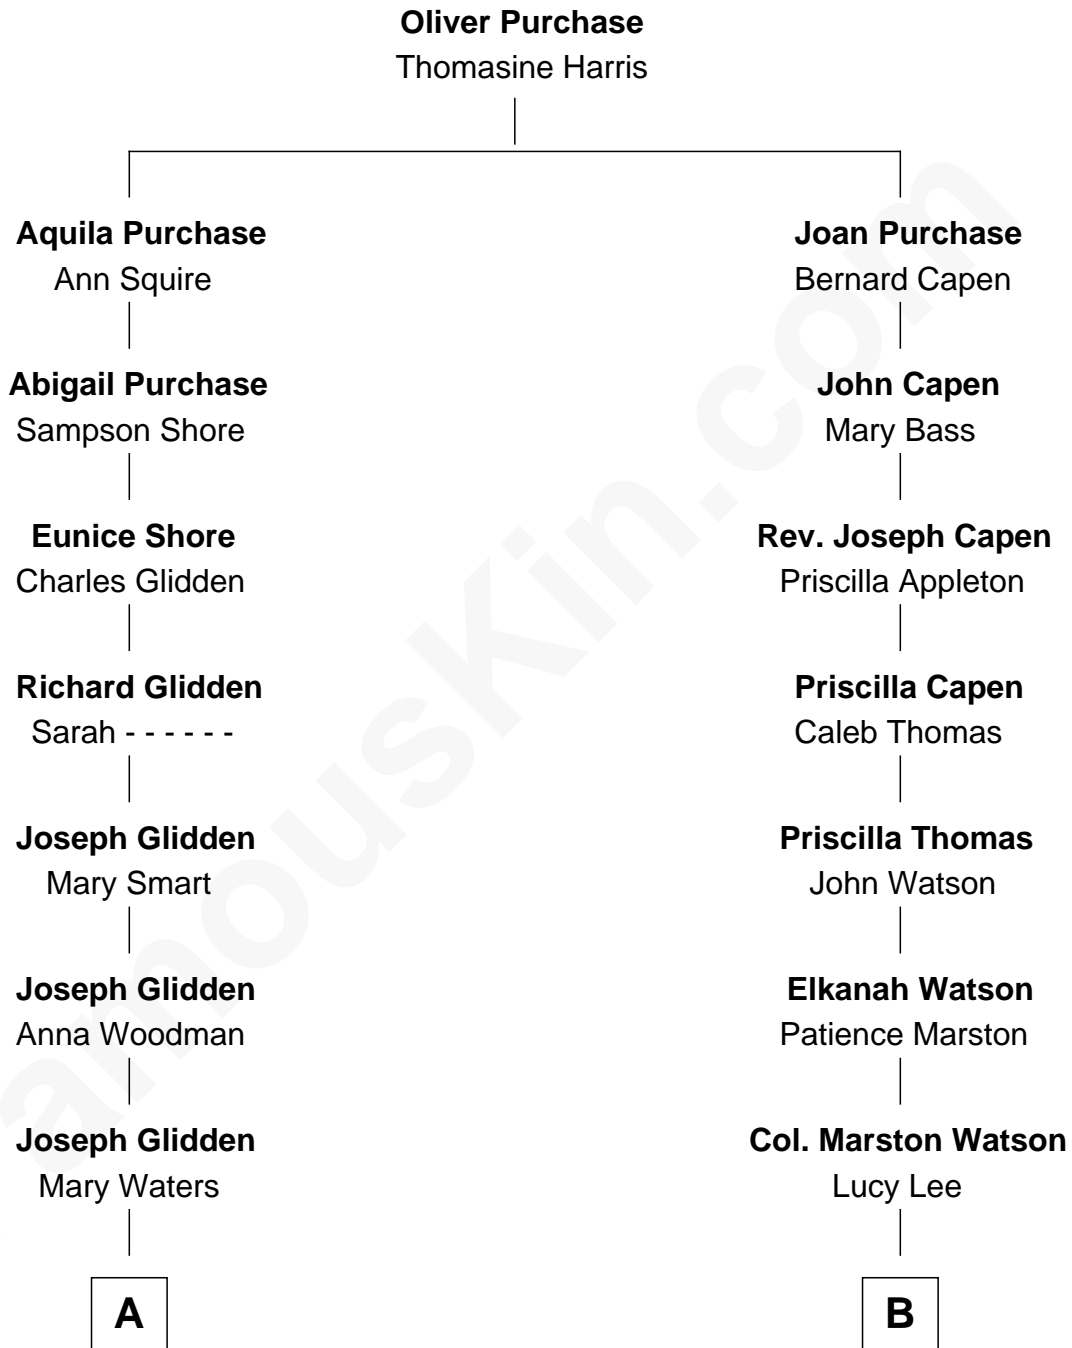 Oliver Purchase
Thomasine Harris
Aquila Purchase
Ann Squire
Joan Purchase
Bernard Capen
Abigail Purchase
Sampson Shore
John Capen
Mary Bass
Eunice Shore
Charles Glidden
Rev. Joseph Capen
Priscilla Appleton
Richard Glidden
Sarah - - - - - -
Priscilla Capen
Caleb Thomas
Joseph Glidden
Mary Smart
Priscilla Thomas
John Watson
Joseph Glidden
Anna Woodman
Elkanah Watson
Patience Marston
Joseph Glidden
Mary Waters
Col. Marston Watson
Lucy Lee
A
B
amouskin.com